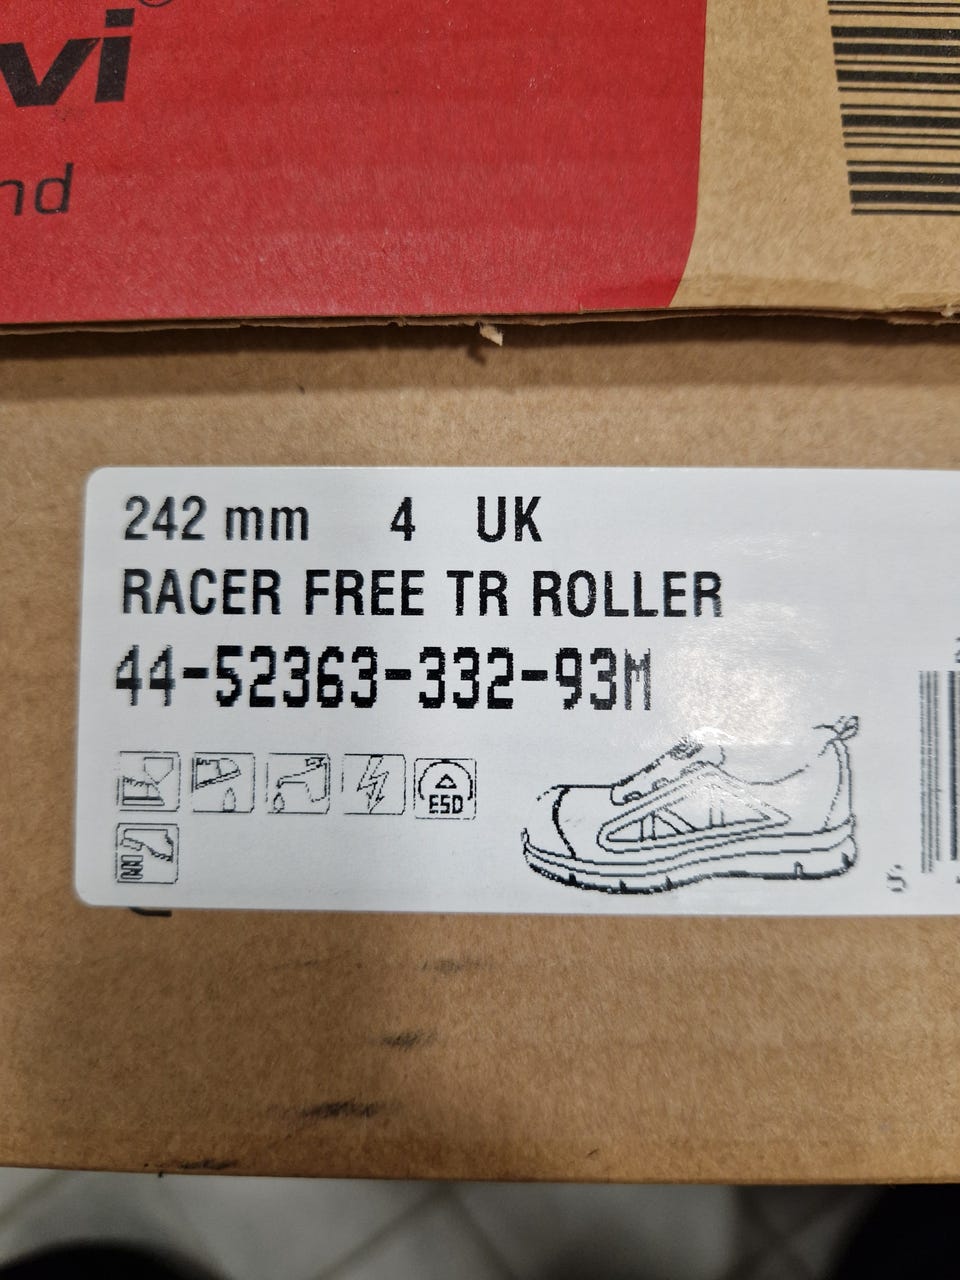 vi
nd
242 mm 4 UK
RACER FREE TR ROLLER
44-52363-332-93M
ESD